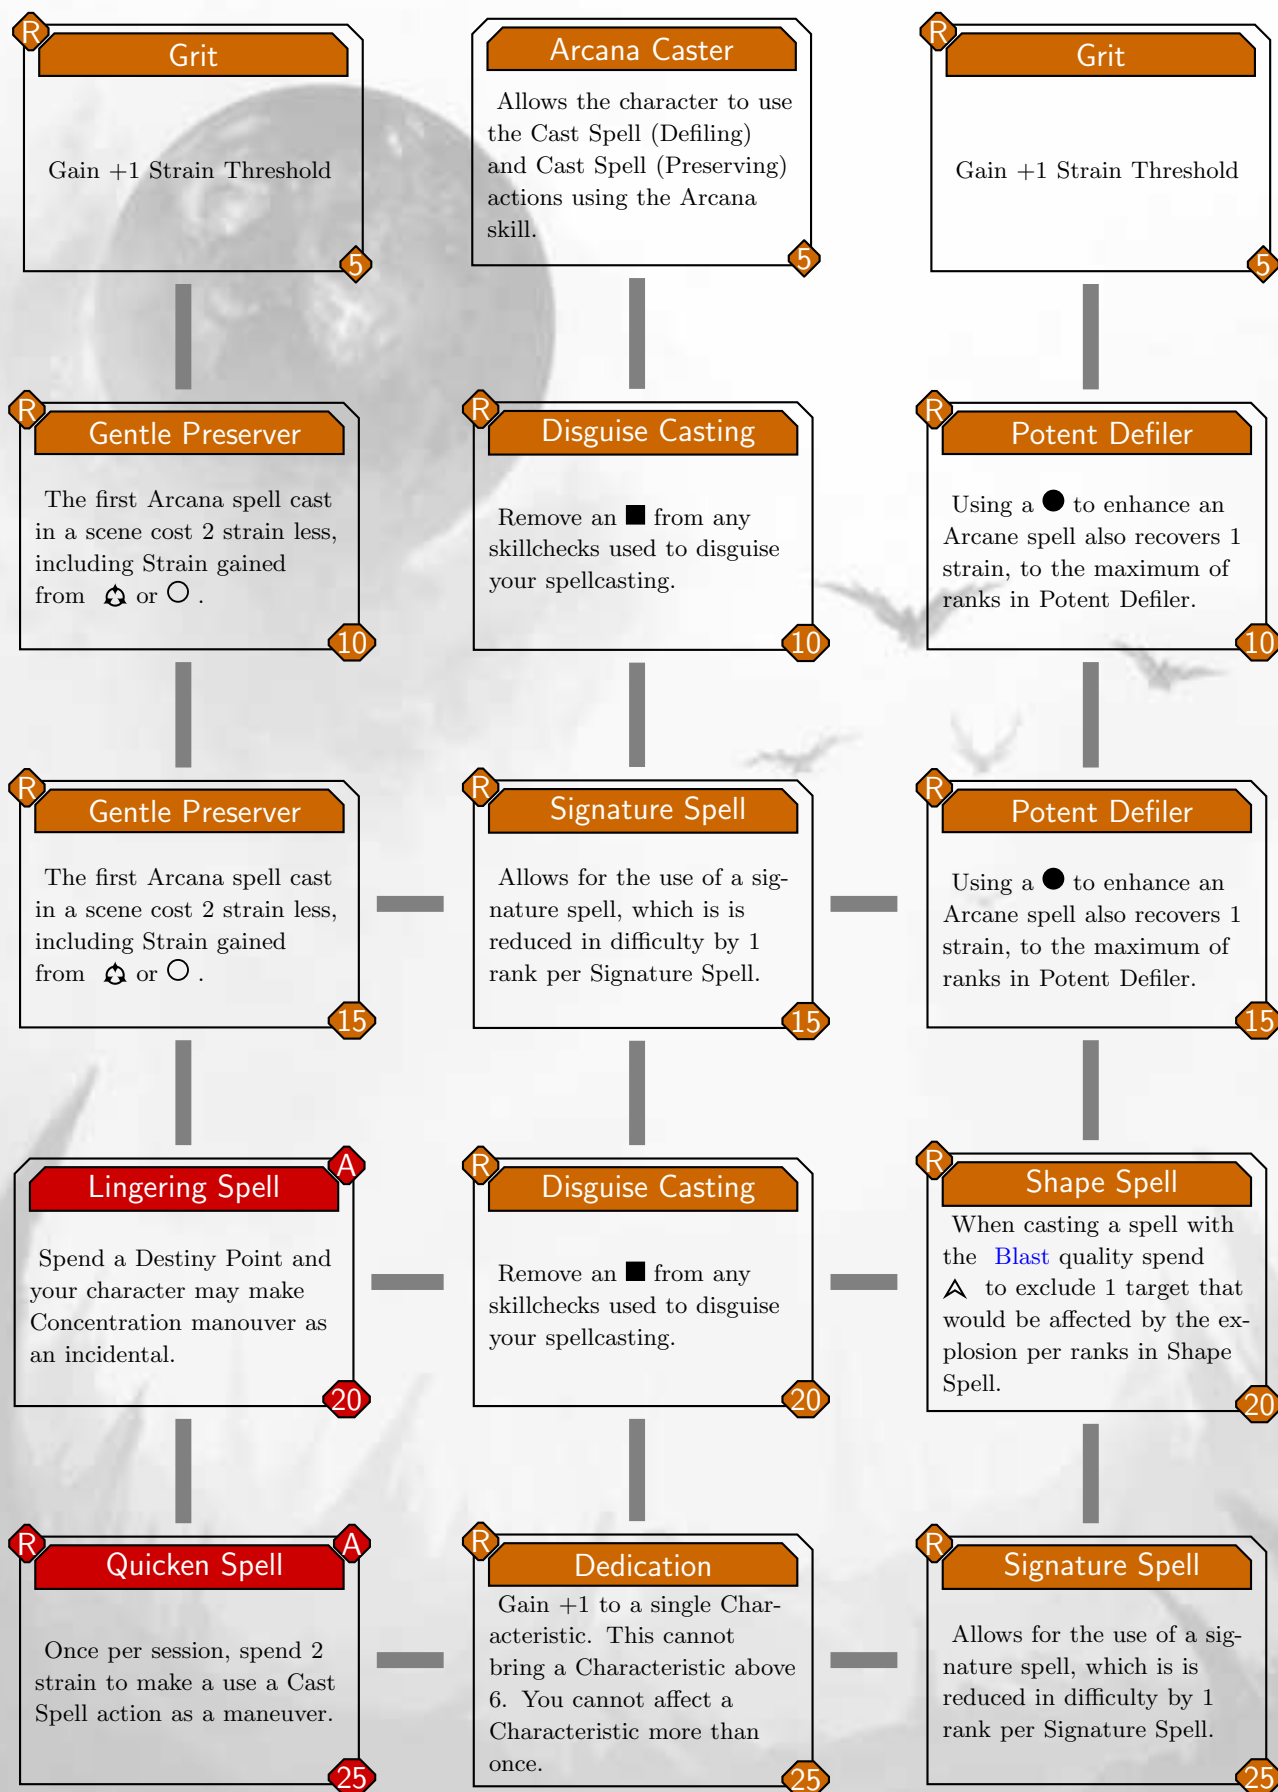 R
Grit
Gain +1 Strain Threshold
5
Arcana Caster
Allows the character to use
the Cast Spell (Defiling)
and Cast Spell (Preserving)
actions using the Arcana
skill.
5
R
Grit
Gain +1 Strain Threshold
5
R
Gentle Preserver
The first Arcana spell cast
in a scene cost 2 strain less,
including Strain gained
from or .
10
R
Disguise Casting
Remove an ■ from any
skillchecks used to disguise
your spellcasting.
10
R
Potent Defiler
Using a ● to enhance an
Arcane spell also recovers 1
strain, to the maximum of
ranks in Potent Defiler.
10
R
Gentle Preserver
The first Arcana spell cast
in a scene cost 2 strain less,
including Strain gained
from or .
15
R
Signature Spell
Allows for the use of a sig-
nature spell, which is is
reduced in difficulty by 1
rank per Signature Spell.
15
R
Potent Defiler
Using a ● to enhance an
Arcane spell also recovers 1
strain, to the maximum of
ranks in Potent Defiler.
15
A
Lingering Spell
Spend a Destiny Point and
your character may make
Concentration manouver as
an incidental.
20
R
Disguise Casting
Remove an ■ from any
skillchecks used to disguise
your spellcasting.
20
R
Shape Spell
When casting a spell with
the Blast quality spend
to exclude 1 target that
would be affected by the ex-
plosion per ranks in Shape
Spell.
20
R
A
Quicken Spell
Once per session, spend 2
strain to make a use a Cast
Spell action as a maneuver.
25
R
Dedication
Gain +1 to a single Char-
acteristic. This cannot
bring a Characteristic above
6. You cannot affect a
Characteristic more than
once.
25
R
Signature Spell
Allows for the use of a sig-
nature spell, which is is
reduced in difficulty by 1
rank per Signature Spell.
25